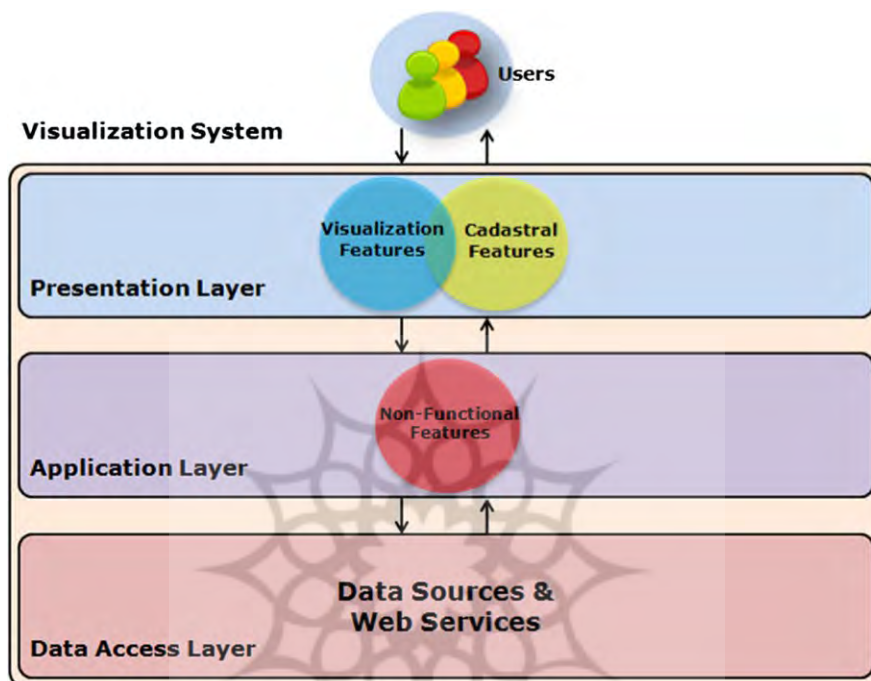 Users
Visualization System
Visualization
Features
Cadastral
Features
Presentation Layer
Non-Functional
Features
Application Layer
Data Sources &
Web Services
Data Access Layer